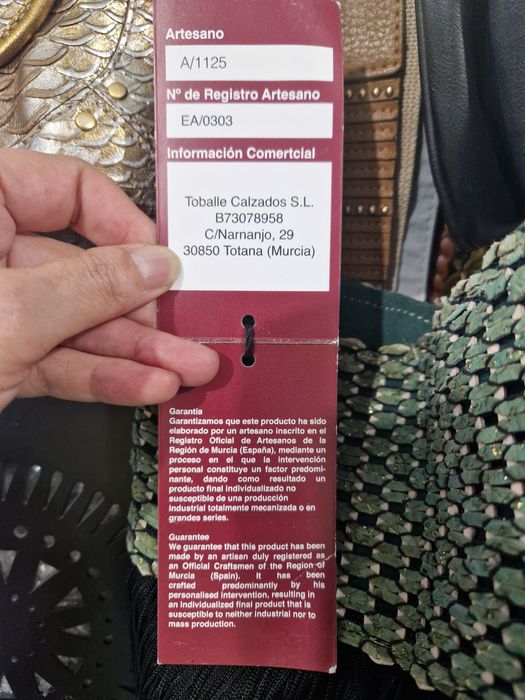 Artesano
A/1125
Nº de Registro Artesano
EA/0303
Información Comertcial
Toballe Calzados S.L.
B73078958
C/Narnanjo, 29
30850 Totana (Murcia)
Garantía
Garantizamos que este producto ha sido
elaborado por un artesano inscrito en el
Registro Oficial de Artesanos de la
Región de Murcia (España), mediante un
proceso en el que la intervención
personal constituye un factor predomi-
nante, dando como resultado un
producto final individualizado no
susceptible de una producción
industrial totalmente mecanizada o en
grandes series.
Guarantee
We guarantee that this product has been
made by an artisan duly registered as
an Official Craftsmen of the Region of
Murcia (Spain). It has been
crafted predominantly by his
personalised intervention, resulting in
an individualized final product that is
susceptible to neither industrial nor to
mass production.